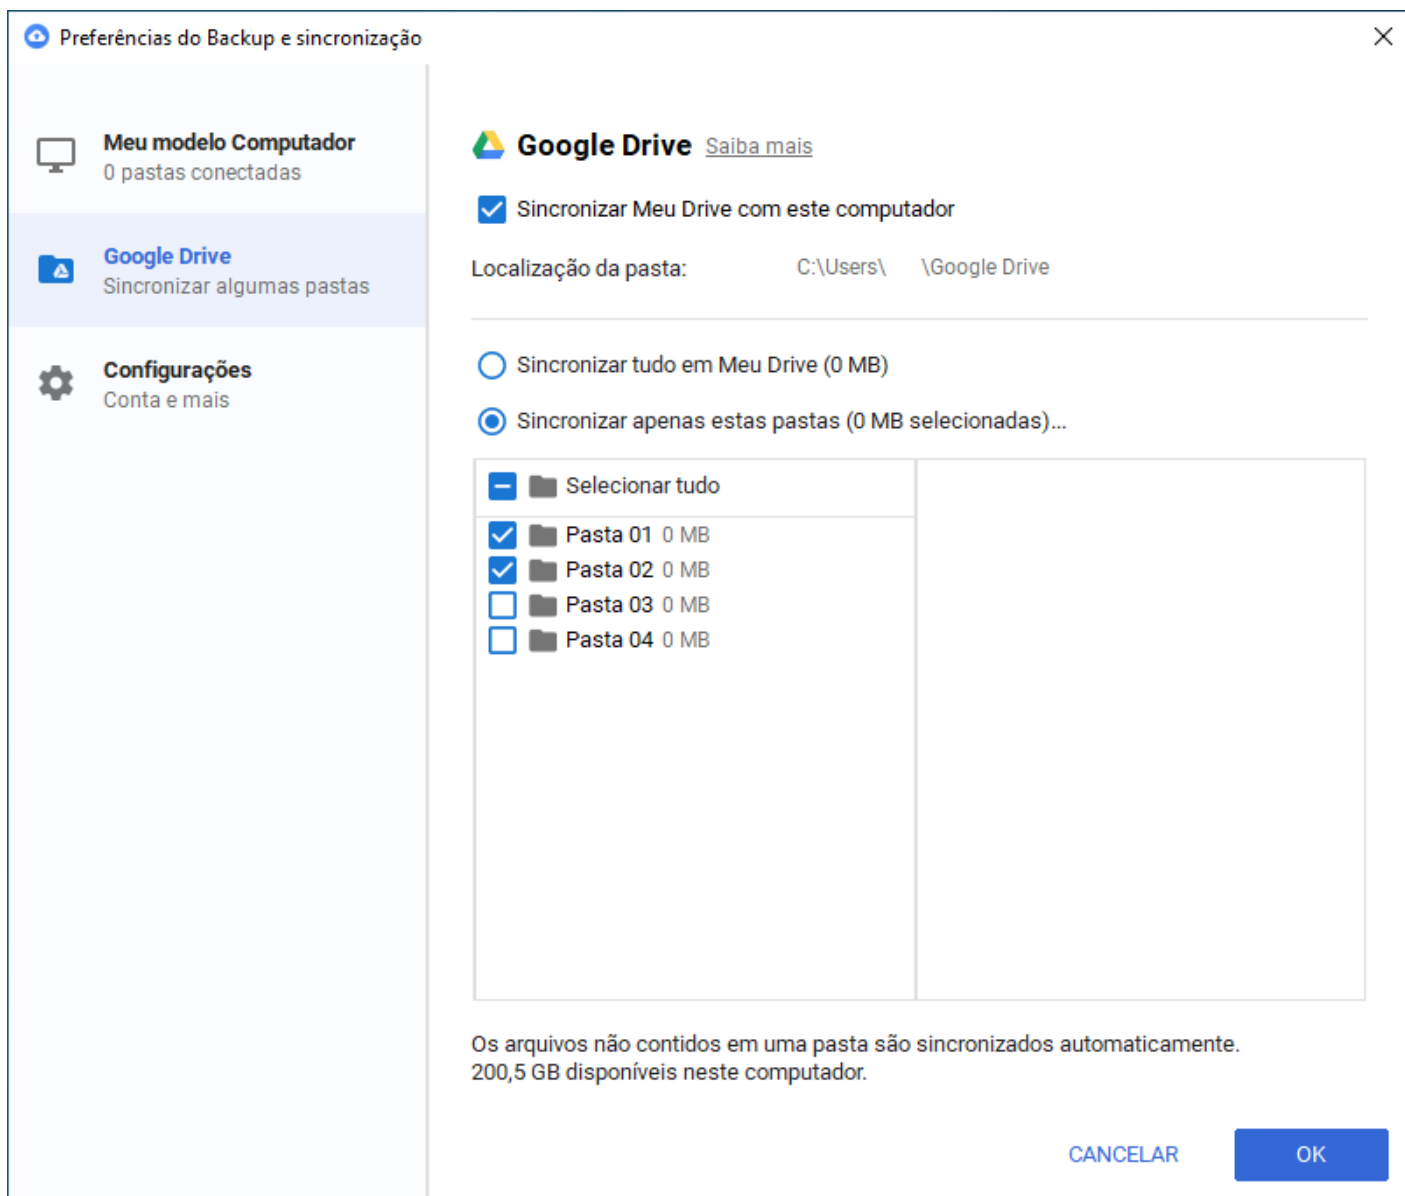 Preferências do Backup e sincronização
Meu modelo Computador
0 pastas conectadas
Google Drive
Sincronizar algumas pastas
Configurações
Conta e mais
Google Drive Saiba mais
Sincronizar Meu Drive com este computador
Localização da pasta: C:\Users\ \Google Drive
Sincronizar tudo em Meu Drive (0 MB)
Sincronizar apenas estas pastas (0 MB selecionadas)...
Selecionar tudo
Pasta 01 0 MB
Pasta 02 0 MB
Pasta 03 0 MB
Pasta 04 0 MB
Os arquivos não contidos em uma pasta são sincronizados automaticamente.
200,5 GB disponíveis neste computador.
CANCELAR OK